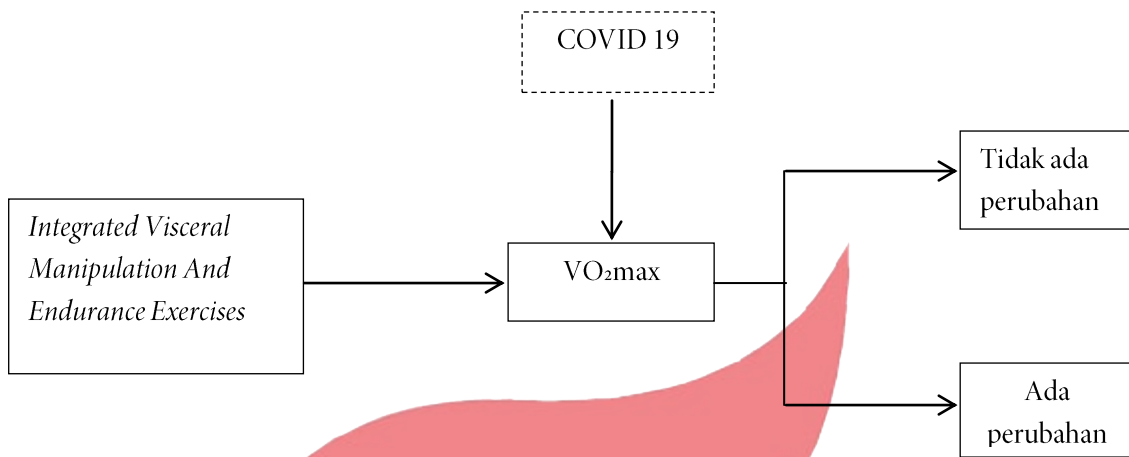 COVID 19
Tidak ada
perubahan
Integrated Visceral
Manipulation And
Endurance Exercises
VO₂max
Ada
perubahan